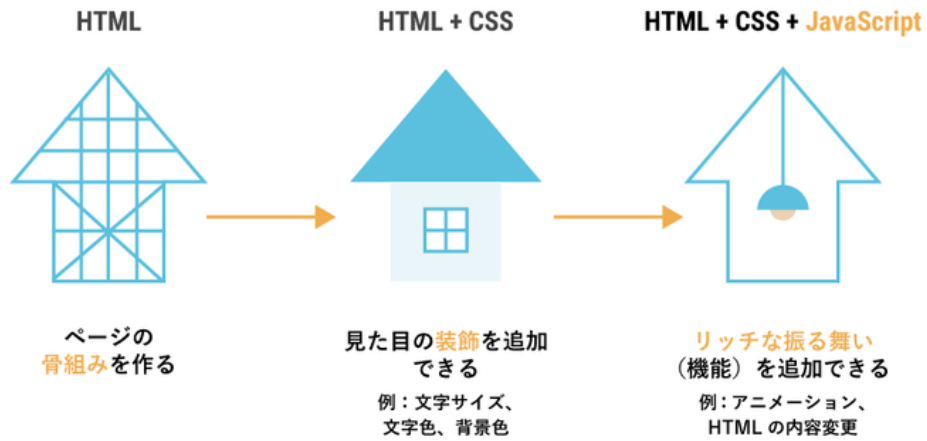 HTML
HTML + CSS
HTML + CSS + JavaScript
ページの
骨組みを作る
見た目の装飾を追加
できる
例：文字サイズ、
文字色、背景色
リッチな振る舞い
（機能）を追加できる
例：アニメーション、
HTML の内容変更